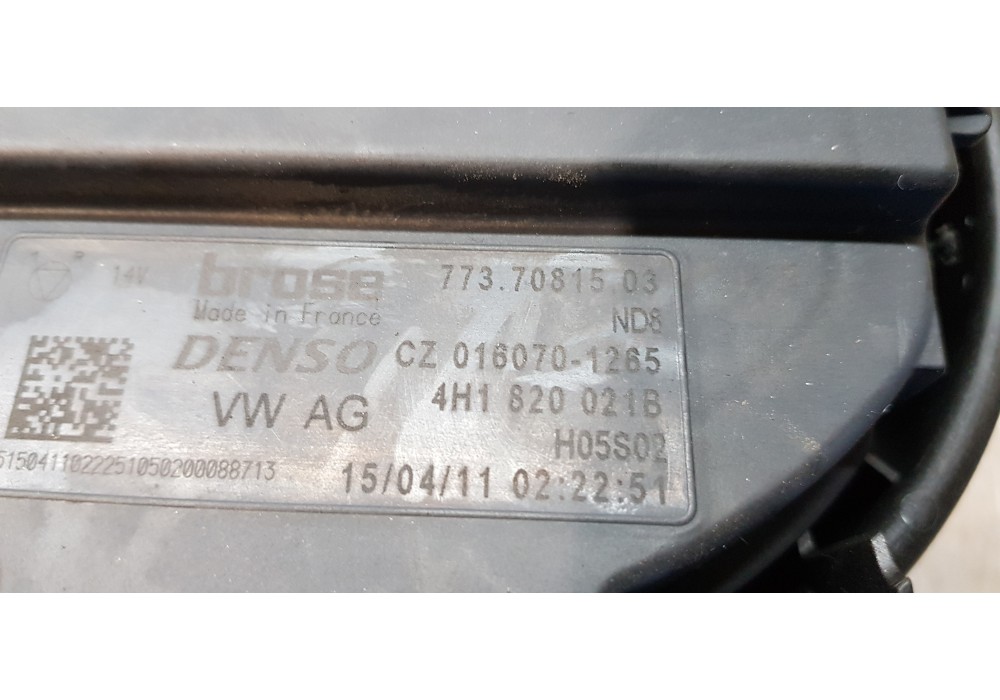 14V brose 773.70815.03
Made in France ND8
DENSO CZ 016070-1265
VW AG 4H1 820 021B
H05S02
5150411022251050200088713
15/04/11 02:22:51